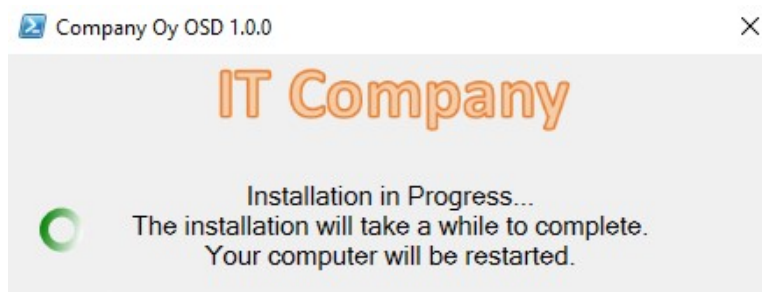 Company Oy OSD 1.0.0
IT Company
Installation in Progress...
The installation will take a while to complete.
Your computer will be restarted.